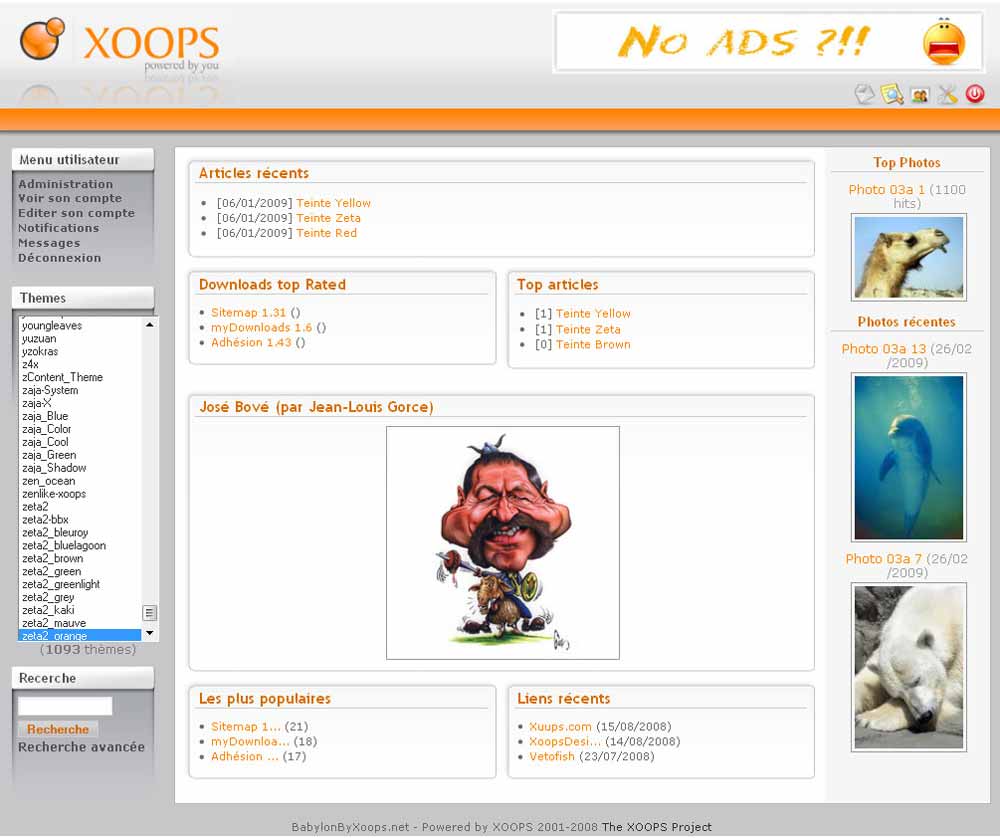 XOOPS
powered by you
No ADS ?!!
Menu utilisateur
Administration
Voir son compte
Editer son compte
Notifications
Messages
Déconnexion
Themes
youngleaves
yuzuan
yzokras
z4x
zContent_Theme
zaja-System
zaja-X
zaja_Blue
zaja_Color
zaja_Cool
zaja_Green
zaja_Shadow
zen_ocean
zenlike-xoops
zeta2
zeta2-bbx
zeta2_bleuroy
zeta2_bluelagoon
zeta2_brown
zeta2_green
zeta2_greenlight
zeta2_grey
zeta2_kaki
zeta2_mauve
zeta2_orange
(1093 thèmes)
Recerche
Recherche
Recherche avancée
Articles récents
[06/01/2009] Teinte Yellow
[06/01/2009] Teinte Zeta
[06/01/2009] Teinte Red
Downloads top Rated
Sitemap 1.31 ()
myDownloads 1.6 ()
Adhésion 1.43 ()
Top articles
[1] Teinte Yellow
[1] Teinte Zeta
[0] Teinte Brown
José Bové (par Jean-Louis Gorce)
Les plus populaires
Sitemap 1... (21)
myDownloa... (18)
Adhésion ... (17)
Liens récents
Xuups.com (15/08/2008)
XoopsDesi... (14/08/2008)
Vetofish (23/07/2008)
Top Photos
Photo 03a 1 (1100
hits)
Photos récentes
Photo 03a 13 (26/02
/2009)
Photo 03a 7 (26/02
/2009)
BabylonByXoops.net - Powered by XOOPS 2001-2008 The XOOPS Project